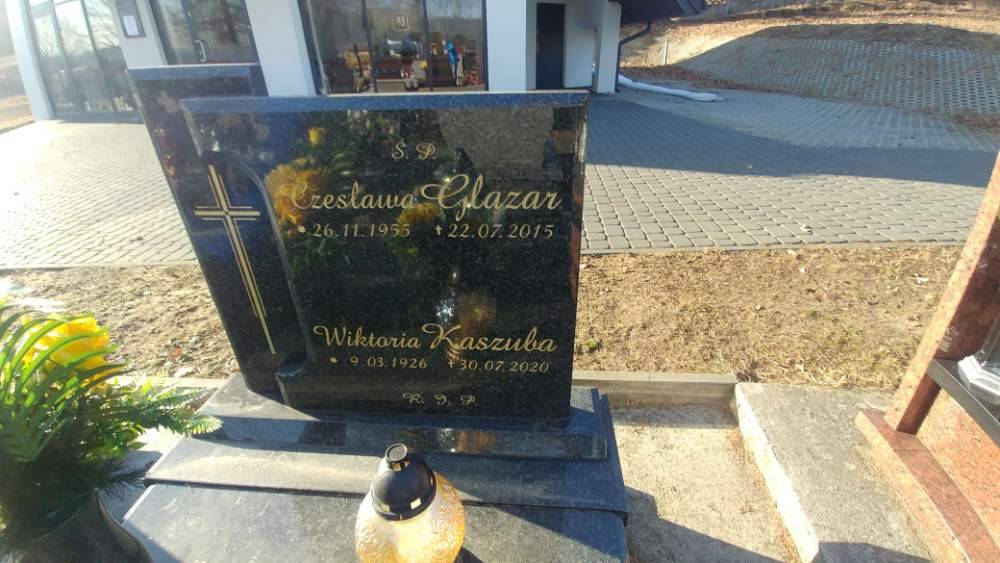 Ś. P.
Czesława Glazar
* 26.11.1955 † 22.07.2015
Wiktoria Kaszuba
* 9.03.1926 † 30.07.2020
R. I. P.